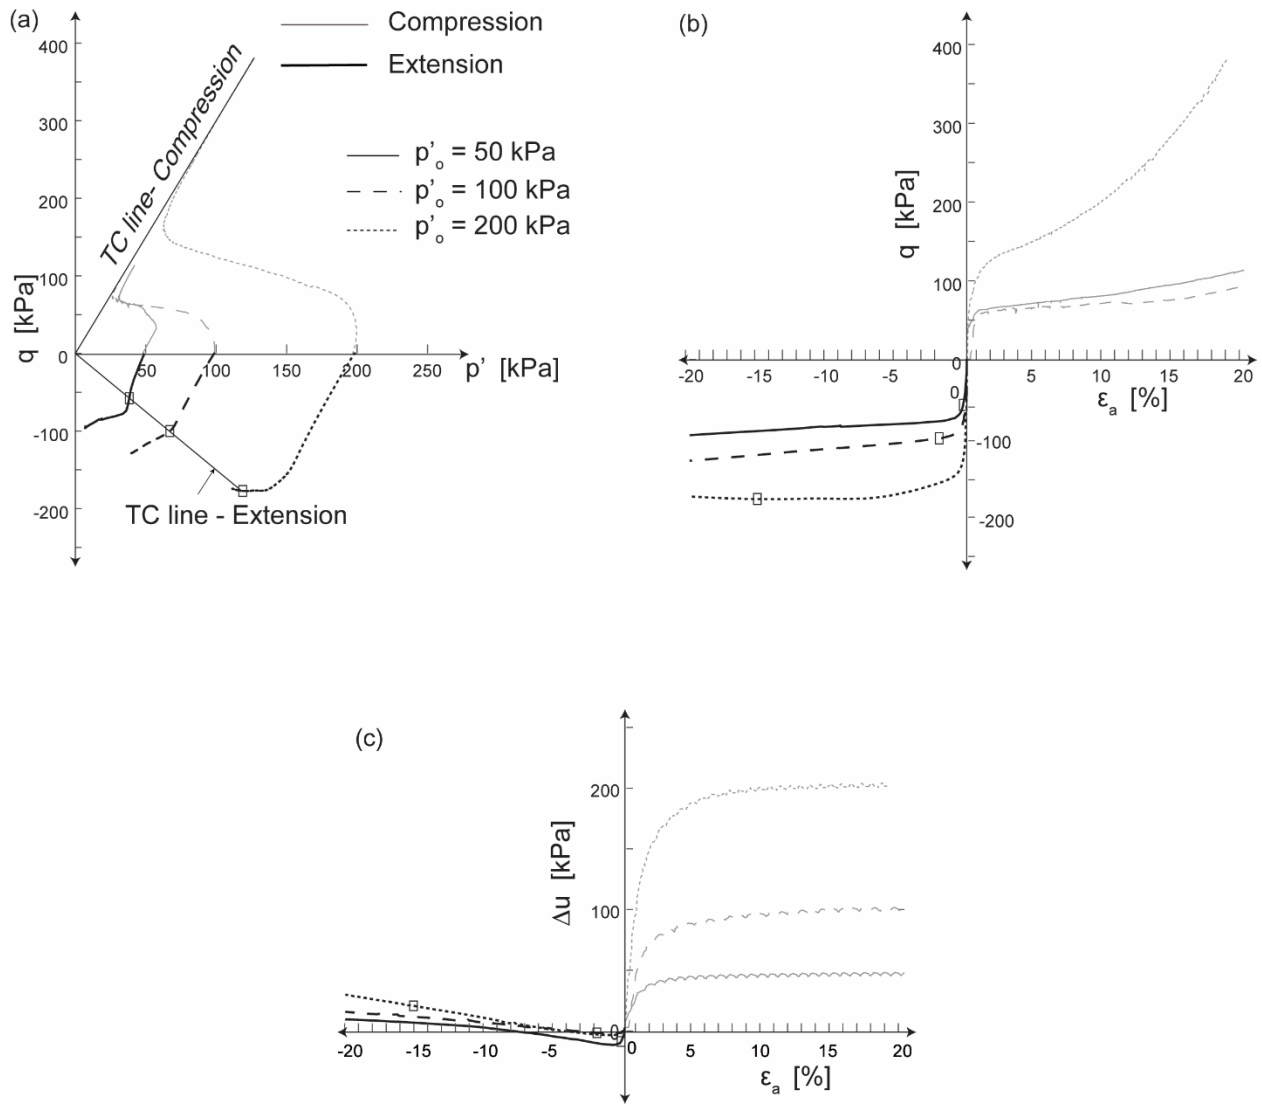 (a)
Compression
Extension
400
300
200
100
0
-100
-200
q [kPa]
TC line- Compression
p'o = 50 kPa
p'o = 100 kPa
p'o = 200 kPa
50
100
150
200
250
p' [kPa]
TC line - Extension
(b)
400
300
200
100
0
-100
-200
q [kPa]
-20
-15
-10
-5
0
5
10
15
20
εa [%]
(c)
200
100
0
Δu [kPa]
-20
-15
-10
-5
0
5
10
15
20
εa [%]